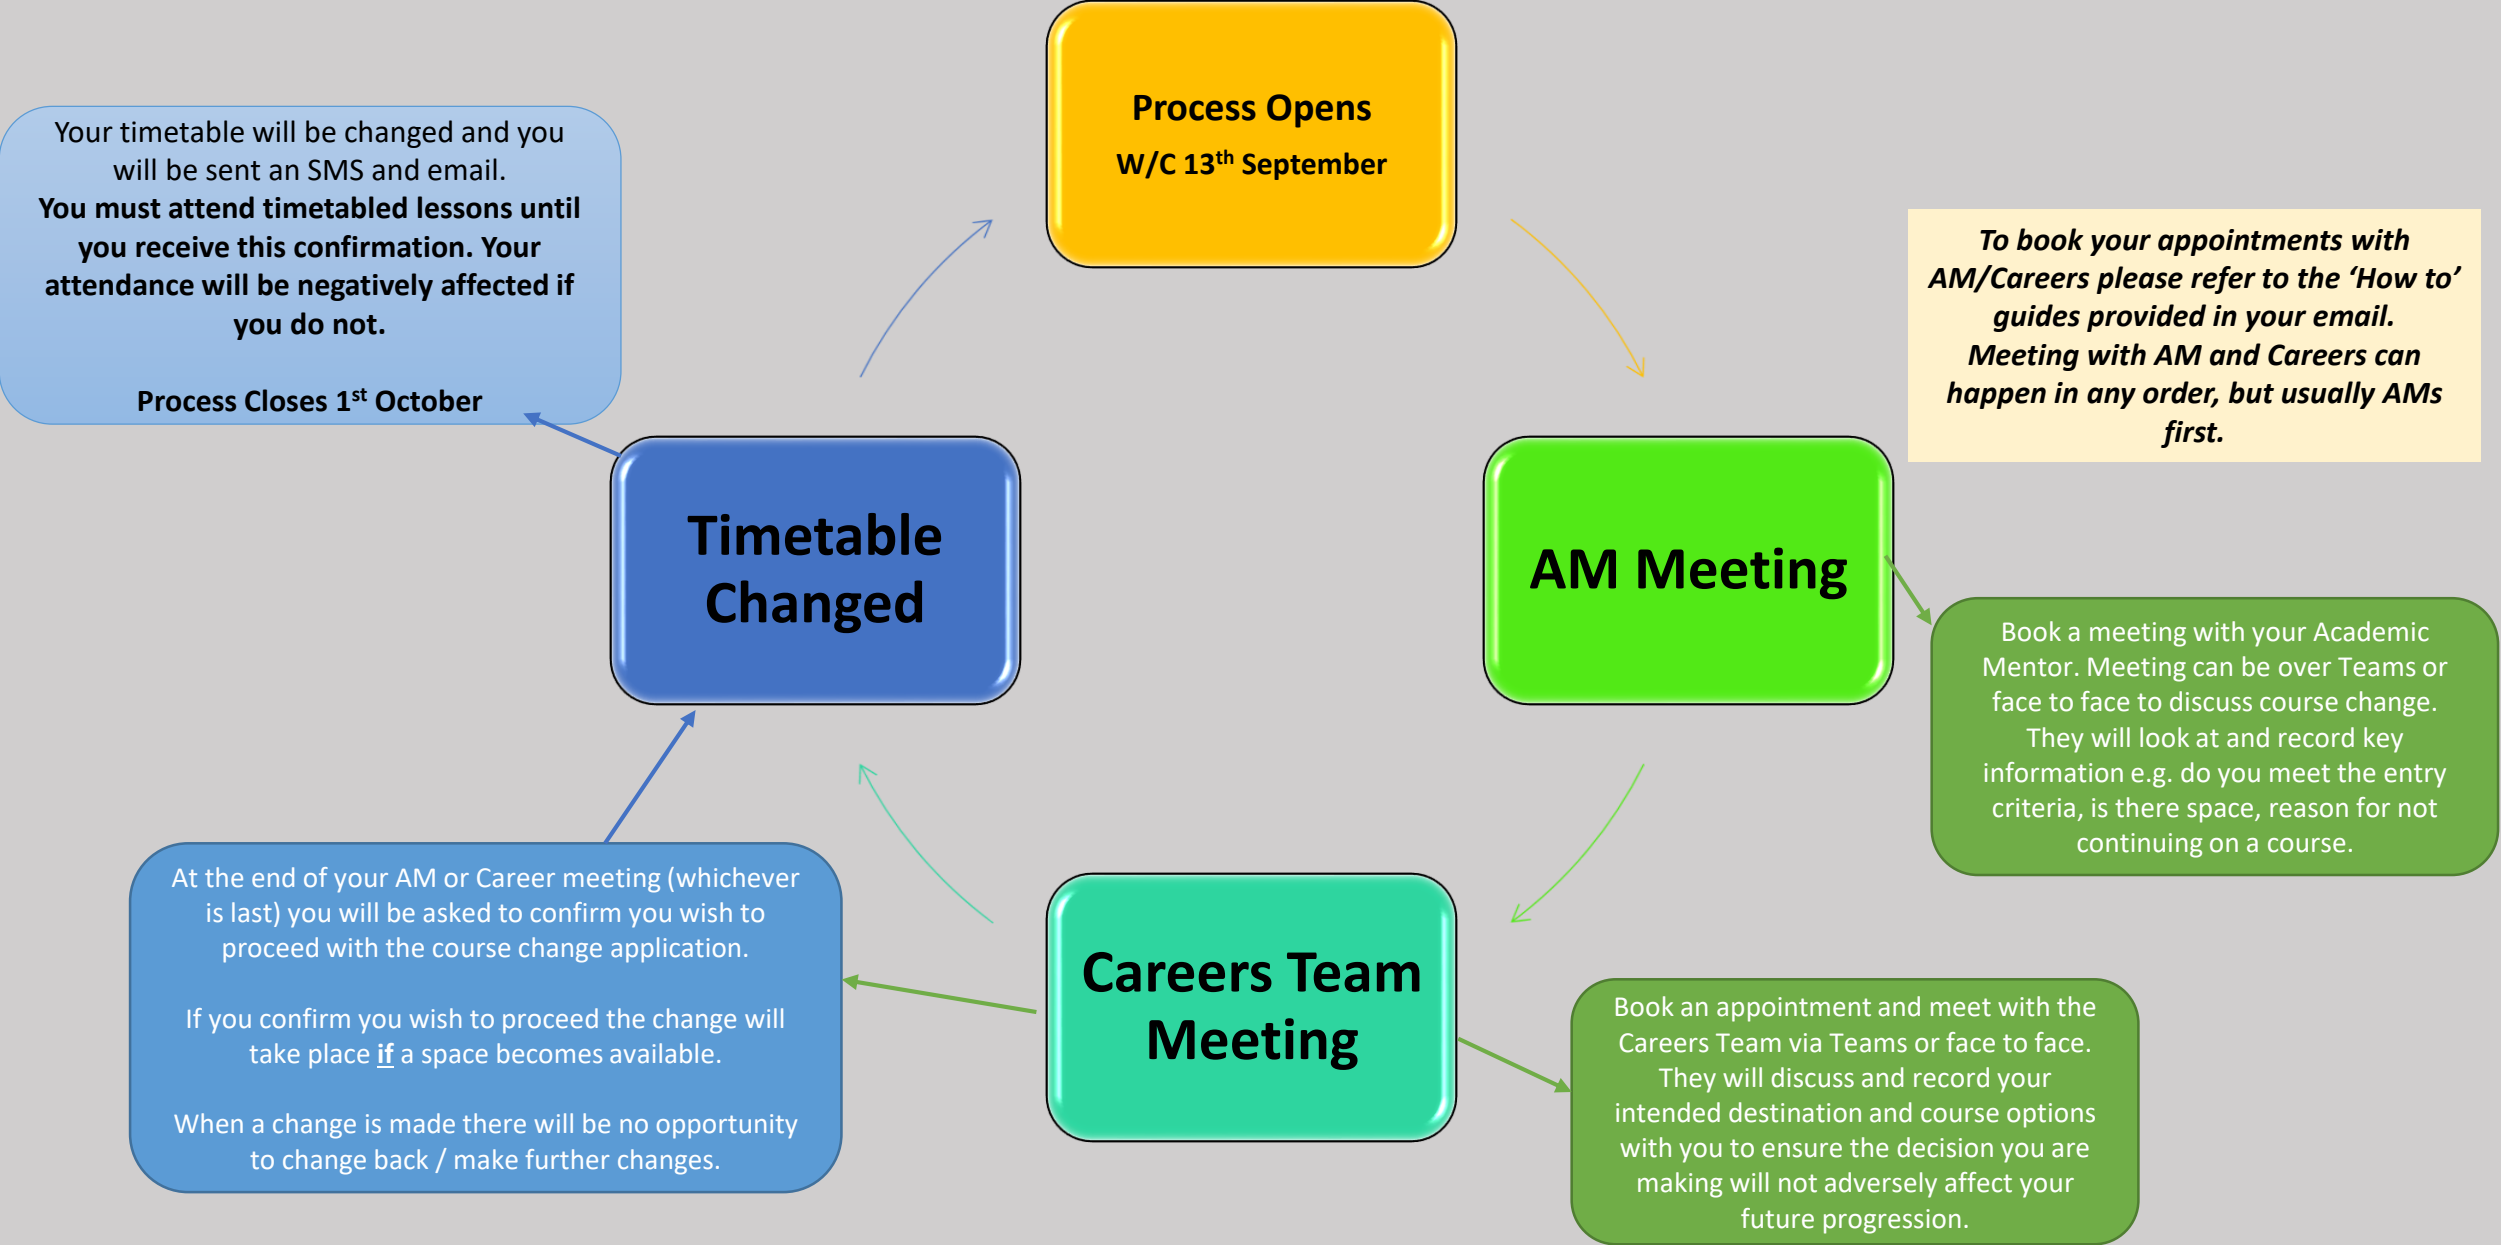 Process Opens
W/C 13th September
Your timetable will be changed and you
will be sent an SMS and email.
You must attend timetabled lessons until
you receive this confirmation. Your
attendance will be negatively affected if
you do not.
Process Closes 1st October
To book your appointments with
AM/Careers please refer to the ‘How to’
guides provided in your email.
Meeting with AM and Careers can
happen in any order, but usually AMs
first.
Timetable
Changed
AM Meeting
Book a meeting with your Academic
Mentor. Meeting can be over Teams or
face to face to discuss course change.
They will look at and record key
information e.g. do you meet the entry
criteria, is there space, reason for not
continuing on a course.
At the end of your AM or Career meeting (whichever
is last) you will be asked to confirm you wish to
proceed with the course change application.
If you confirm you wish to proceed the change will
take place if a space becomes available.
When a change is made there will be no opportunity
to change back / make further changes.
Careers Team
Meeting
Book an appointment and meet with the
Careers Team via Teams or face to face.
They will discuss and record your
intended destination and course options
with you to ensure the decision you are
making will not adversely affect your
future progression.